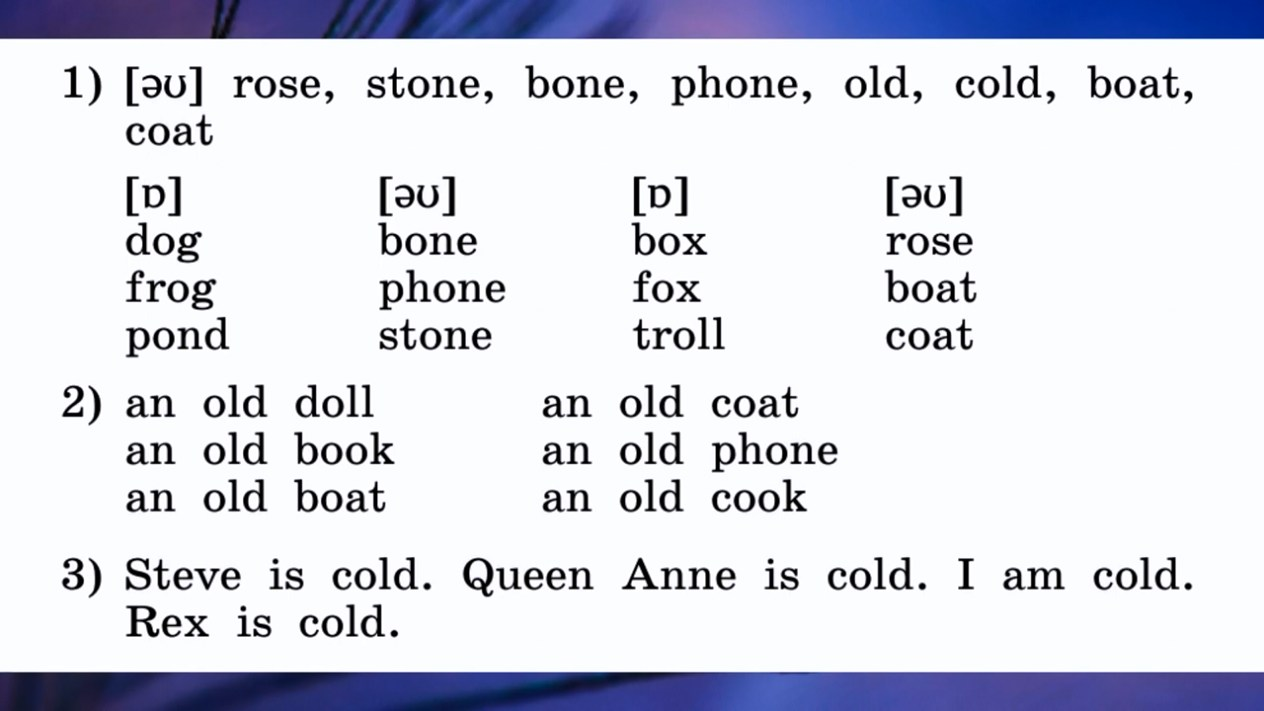 1) [əʊ] rose, stone, bone, phone, old, cold, boat,
coat
[ɒ] [əʊ] [ɒ] [əʊ]
dog bone box rose
frog phone fox boat
pond stone troll coat
2) an old doll an old coat
an old book an old phone
an old boat an old cook
3) Steve is cold. Queen Anne is cold. I am cold.
Rex is cold.